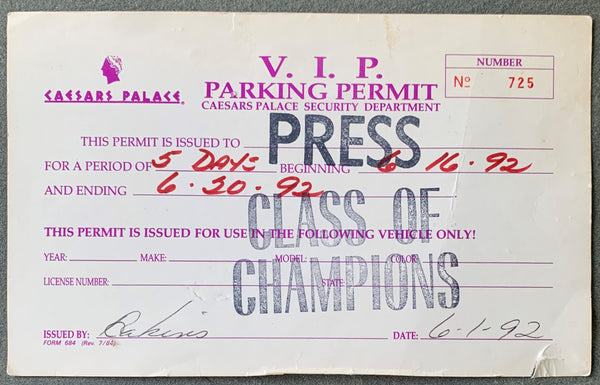 V. I. P.
PARKING PERMIT
CAESARS PALACE SECURITY DEPARTMENT
CAESARS PALACE
NUMBER
Nº 725
THIS PERMIT IS ISSUED TO PRESS
FOR A PERIOD OF 5 DAYS BEGINNING 6 16 · 92
AND ENDING 6 · 20 · 92
CLASS OF
CHAMPIONS
THIS PERMIT IS ISSUED FOR USE IN THE FOLLOWING VEHICLE ONLY!
YEAR: MAKE: MODEL: COLOR:
LICENSE NUMBER: STATE:
ISSUED BY: DATE: 6-1-92
FORM 684 (Rev. 7/84)